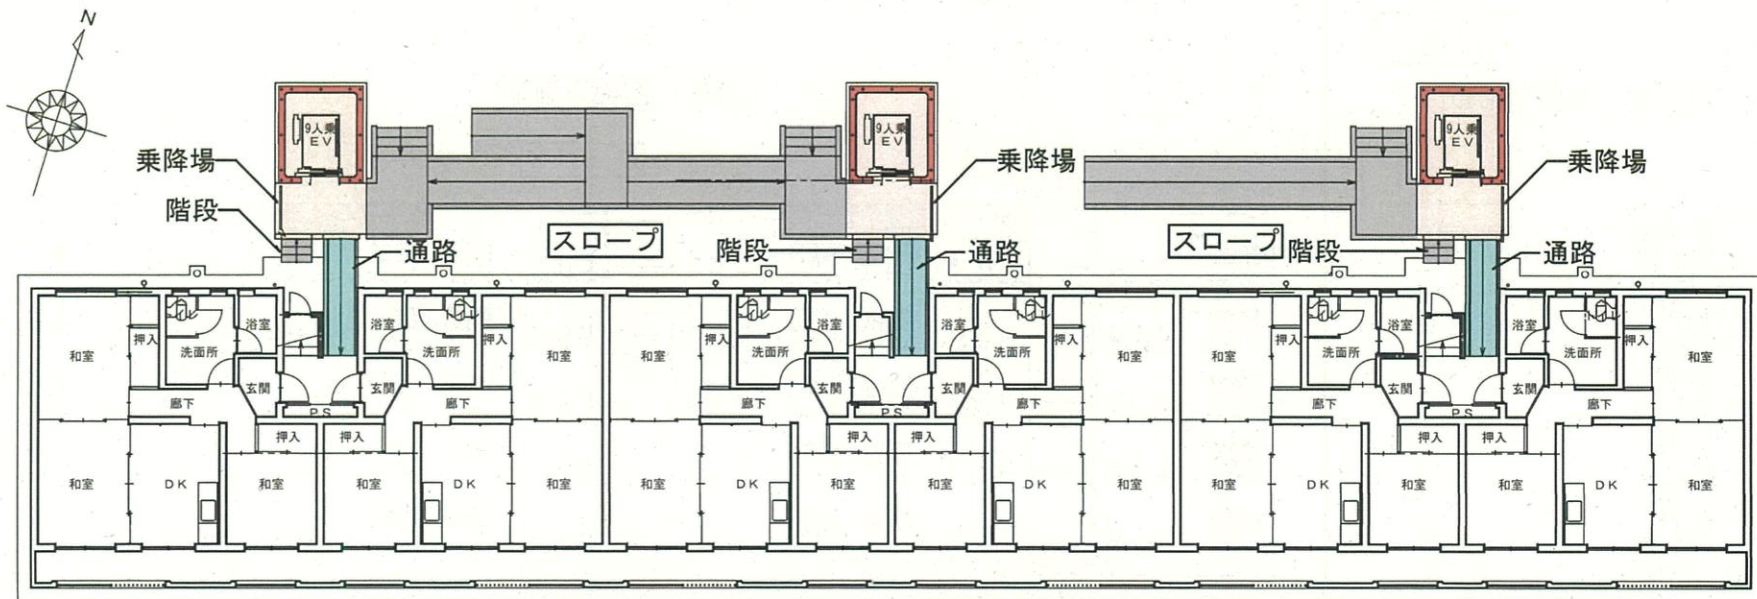 N
9人乗
EV
9人乗
EV
9人乗
EV
乗降場
乗降場
乗降場
階段
通路
スロープ
階段
通路
スロープ
階段
通路
和室
押入
洗面所
浴室
浴室
洗面所
押入
和室
和室
押入
洗面所
浴室
浴室
洗面所
押入
和室
和室
押入
洗面所
浴室
浴室
洗面所
押入
和室
玄関
玄関
玄関
玄関
玄関
玄関
廊下
PS
廊下
廊下
PS
廊下
廊下
PS
廊下
押入
押入
押入
押入
押入
押入
和室
DK
和室
和室
DK
和室
和室
DK
和室
和室
DK
和室
和室
DK
和室
和室
DK
和室